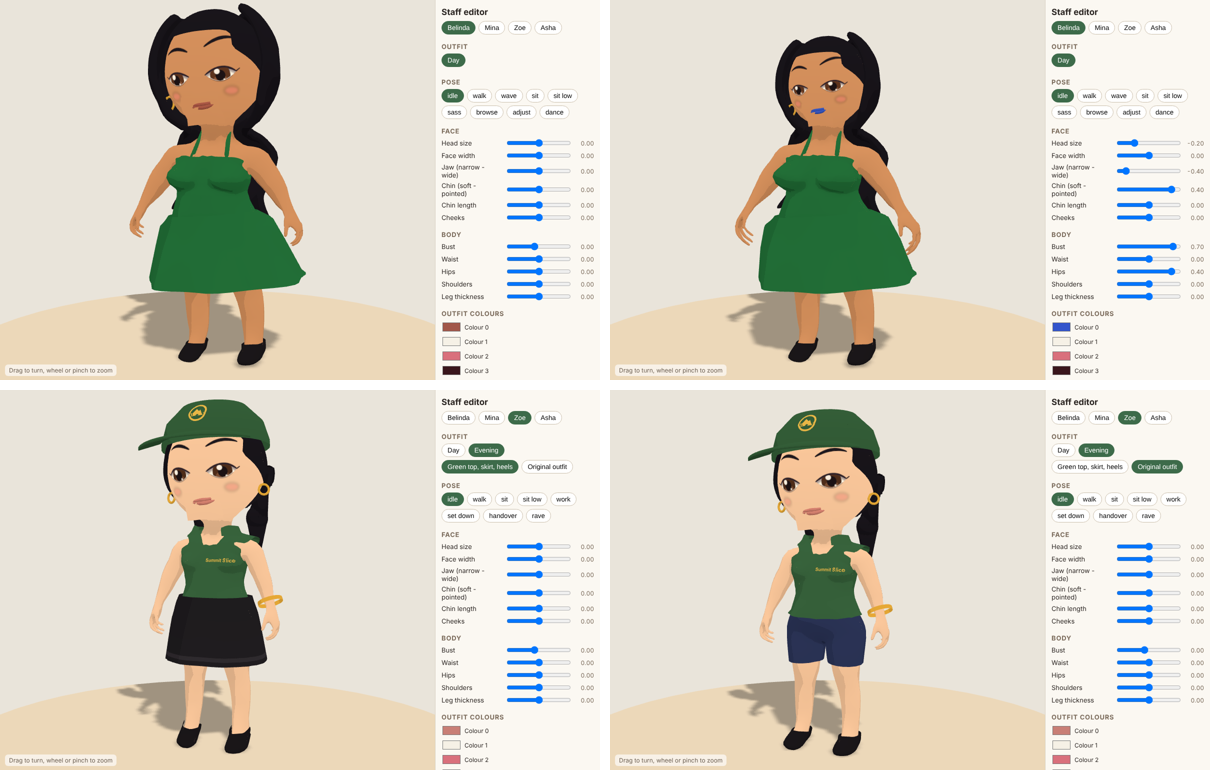 Staff editor
Belinda Mina Zoe Asha
OUTFIT
Day
POSE
idle walk wave sit sit low
sass browse adjust dance
FACE
Head size 0.00
Face width 0.00
Jaw (narrow - wide) 0.00
Chin (soft - pointed) 0.00
Chin length 0.00
Cheeks 0.00
BODY
Bust 0.00
Waist 0.00
Hips 0.00
Shoulders 0.00
Leg thickness 0.00
OUTFIT COLOURS
Colour 0
Colour 1
Colour 2
Colour 3
Drag to turn, wheel or pinch to zoom
Staff editor
Belinda Mina Zoe Asha
OUTFIT
Day
POSE
idle walk wave sit sit low
sass browse adjust dance
FACE
Head size -0.20
Face width 0.00
Jaw (narrow - wide) -0.40
Chin (soft - pointed) 0.40
Chin length 0.00
Cheeks 0.00
BODY
Bust 0.70
Waist 0.00
Hips 0.40
Shoulders 0.00
Leg thickness 0.00
OUTFIT COLOURS
Colour 0
Colour 1
Colour 2
Colour 3
Drag to turn, wheel or pinch to zoom
Staff editor
Belinda Mina Zoe Asha
OUTFIT
Day Evening
Green top, skirt, heels Original outfit
POSE
idle walk sit sit low work
set down handover rave
FACE
Head size 0.00
Face width 0.00
Jaw (narrow - wide) 0.00
Chin (soft - pointed) 0.00
Chin length 0.00
Cheeks 0.00
BODY
Bust 0.00
Waist 0.00
Hips 0.00
Shoulders 0.00
Leg thickness 0.00
OUTFIT COLOURS
Colour 0
Colour 1
Colour 2
Summit Slice
Drag to turn, wheel or pinch to zoom
Staff editor
Belinda Mina Zoe Asha
OUTFIT
Day Evening
Green top, skirt, heels Original outfit
POSE
idle walk sit sit low work
set down handover rave
FACE
Head size 0.00
Face width 0.00
Jaw (narrow - wide) 0.00
Chin (soft - pointed) 0.00
Chin length 0.00
Cheeks 0.00
BODY
Bust 0.00
Waist 0.00
Hips 0.00
Shoulders 0.00
Leg thickness 0.00
OUTFIT COLOURS
Colour 0
Colour 1
Colour 2
Summit Slice
Drag to turn, wheel or pinch to zoom